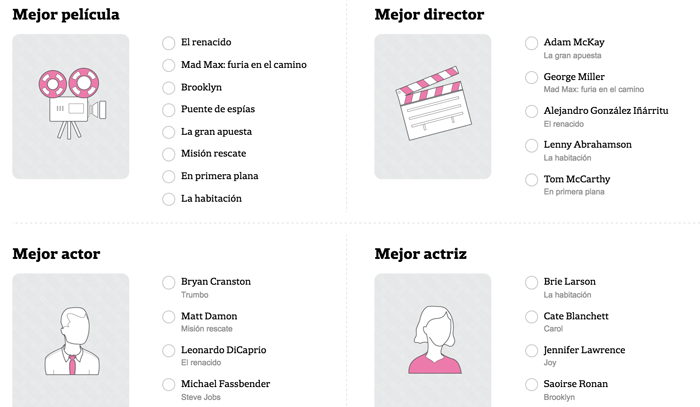 Mejor película
El renacido
Mad Max: furia en el camino
Brooklyn
Puente de espías
La gran apuesta
Misión rescate
En primera plana
La habitación
Mejor director
Adam McKay
La gran apuesta
George Miller
Mad Max: furia en el camino
Alejandro González Iñárritu
El renacido
Lenny Abrahamson
La habitación
Tom McCarthy
En primera plana
Mejor actor
Bryan Cranston
Trumbo
Matt Damon
Misión rescate
Leonardo DiCaprio
El renacido
Michael Fassbender
Steve Jobs
Mejor actriz
Brie Larson
La habitación
Cate Blanchett
Carol
Jennifer Lawrence
Joy
Saoirse Ronan
Brooklyn